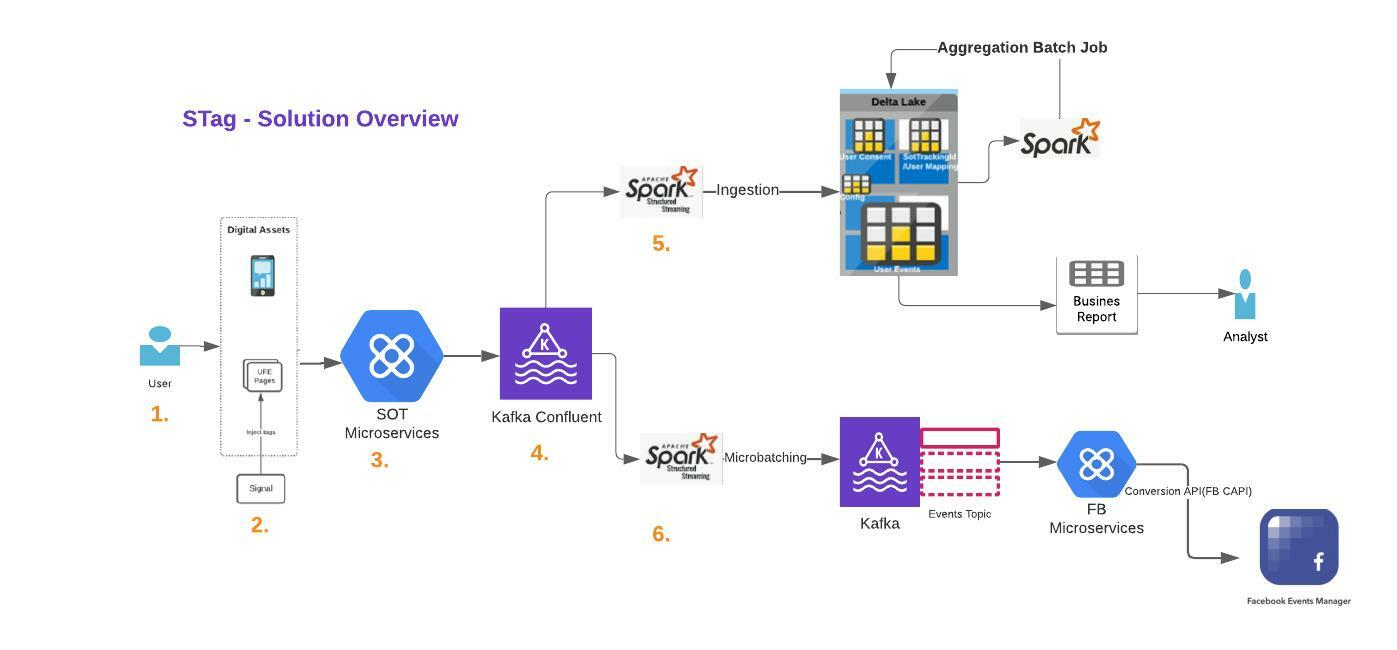 Aggregation Batch Job
STag - Solution Overview
Delta Lake
User Consent
SotTrackingId
/User Mapping
Config
User Events
Spark
APACHE
Spark
Structured
Streaming
Ingestion
5.
Digital Assets
UFE
Pages
Inject tags
Signal
2.
User
1.
SOT
Microservices
3.
K
Kafka Confluent
4.
Busines
Report
Analyst
APACHE
Spark
Structured
Streaming
Microbatching
6.
K
Kafka
Events Topic
FB
Microservices
Conversion API(FB CAPI)
f
Facebook Events Manager